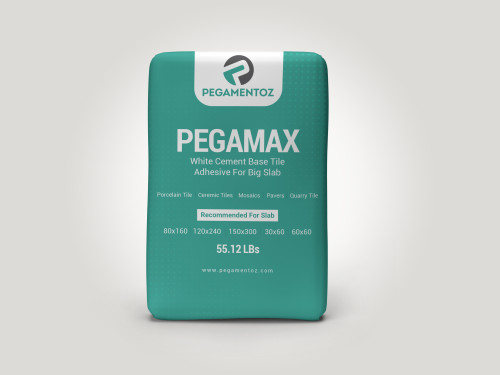 PEGAMENTOZ
PEGAMAX
White Cement Base Tile
Adhesive For Big Slab
Porcelain Tile Ceremic Tiles Mosaics Pavers Quarry Tile
Recommended For Slab
80x160 120x240 150x300 30x60 60x60
55.12 LBs
www.pegamentoz.com